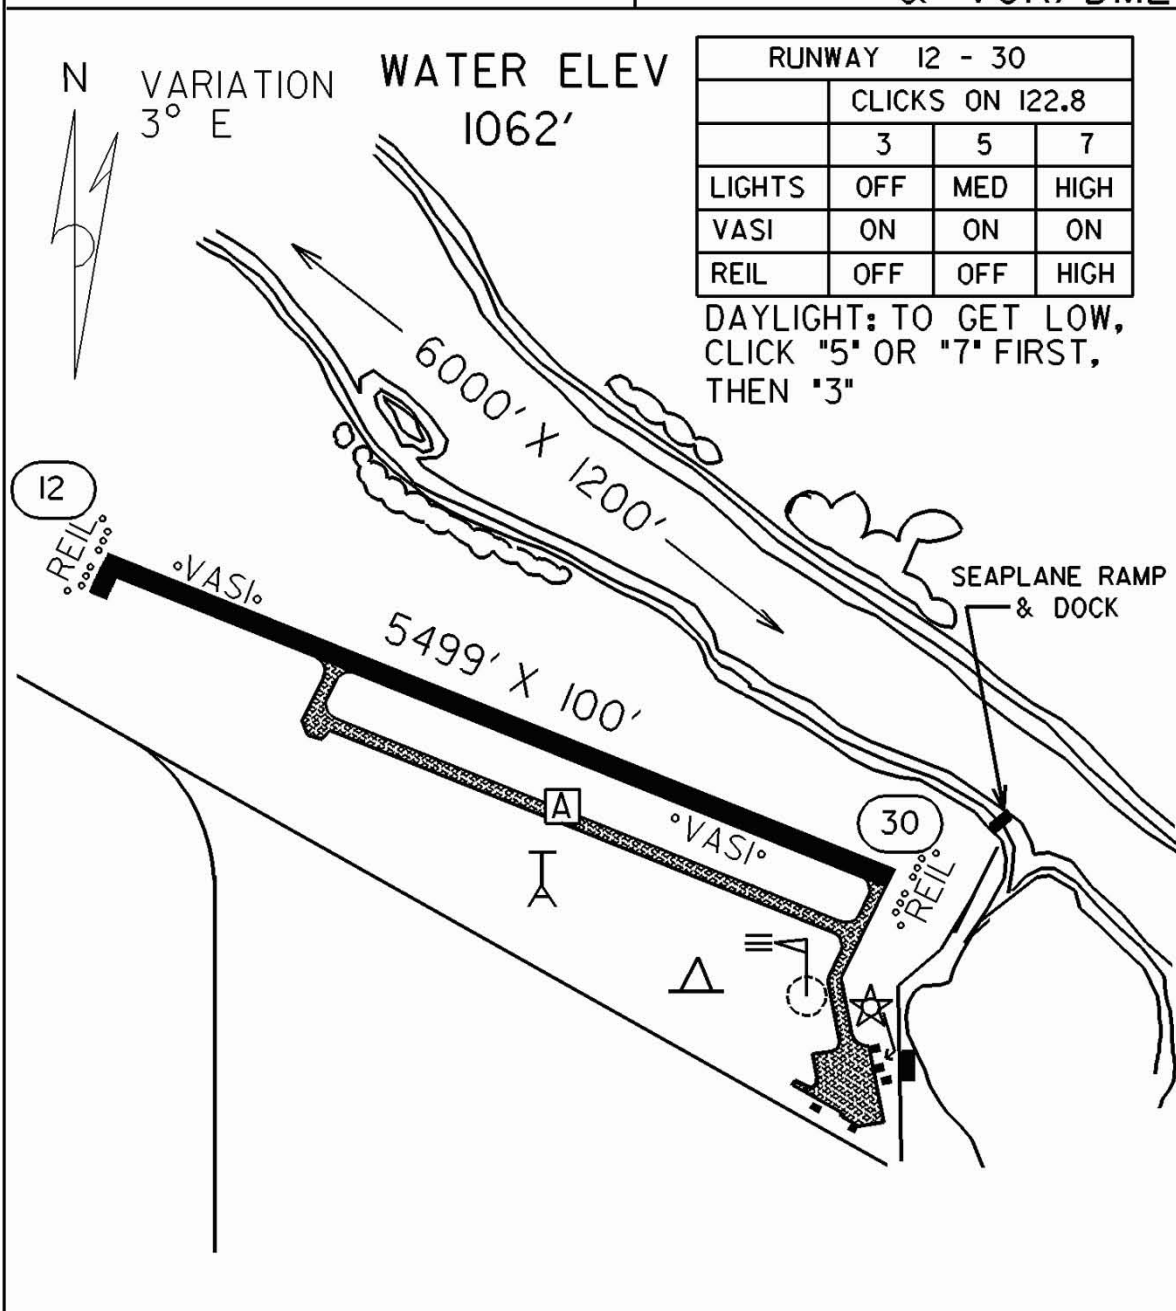 N
VARIATION
3° E
WATER ELEV
1062'
RUNWAY 12 - 30
CLICKS ON 122.8
3 5 7
LIGHTS OFF MED HIGH
VASI ON ON ON
REIL OFF OFF HIGH
DAYLIGHT: TO GET LOW,
CLICK "5" OR "7" FIRST,
THEN "3"
6000' X 1200'
12
REIL
VASI
SEAPLANE RAMP
& DOCK
5499' X 100'
A
VASI
30
REIL